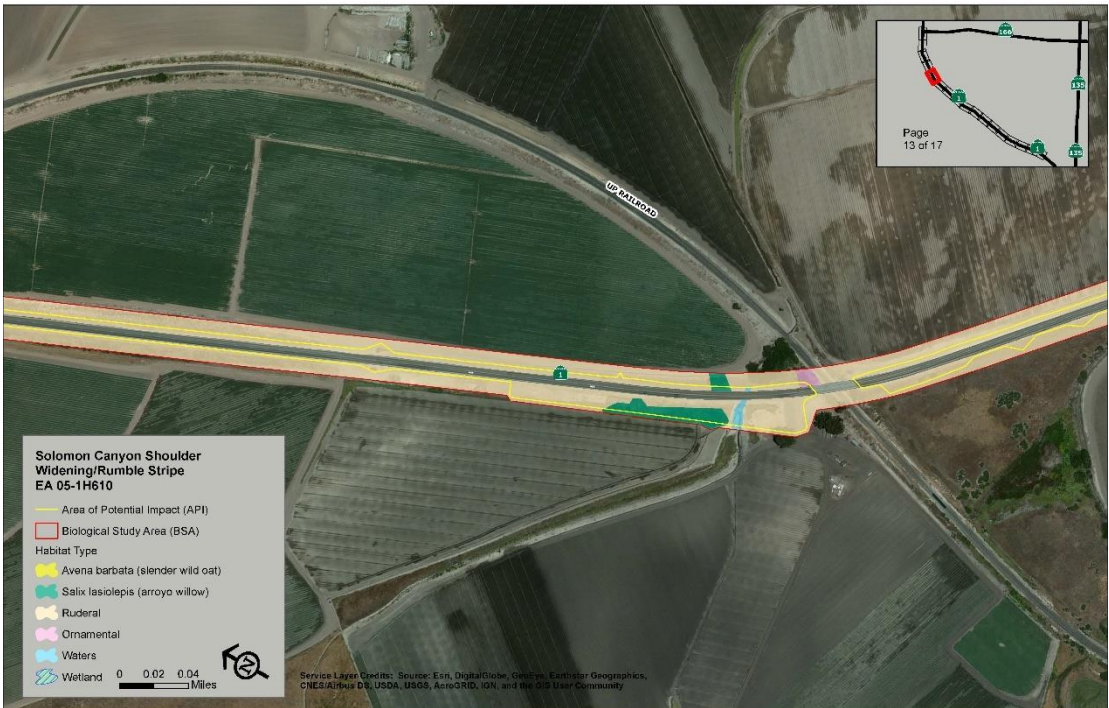 166
135
1
Page
13 of 17
1
135
UP RAILROAD
1
Solomon Canyon Shoulder
Widening/Rumble Stripe
EA 05-1H610
Area of Potential Impact (API)
Biological Study Area (BSA)
Habitat Type
Avena barbata (slender wild oat)
Salix lasiolepis (arroyo willow)
Ruderal
Ornamental
Waters
Wetland
0 0.02 0.04
Miles
N
Service Layer Credits: Source: Esri, DigitalGlobe, GeoEye, Earthstar Geographics,
CNES/Airbus DS, USDA, USGS, AeroGRID, IGN, and the GIS User Community